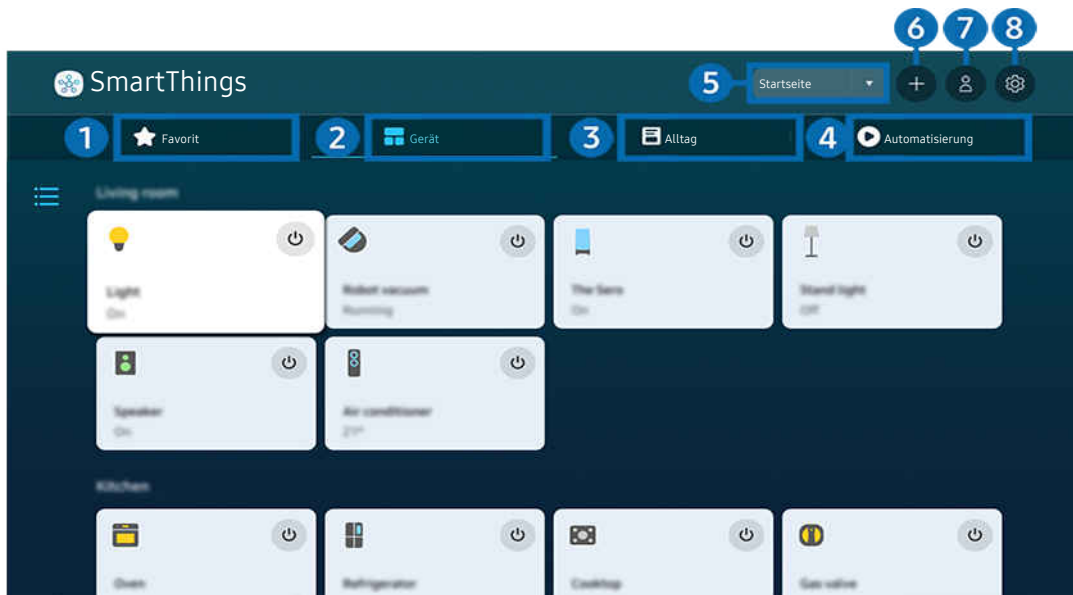 6 7 8
SmartThings
5 Startseite
1 Favorit 2 Gerät 3 Alltag 4 Automatisierung
Living room
Light
On
Robot vacuum
Running
The Sero
On
Stand light
Off
Speaker
On
Air conditioner
Kitchen
Oven
Refrigerator
Cooktop
Gas valve